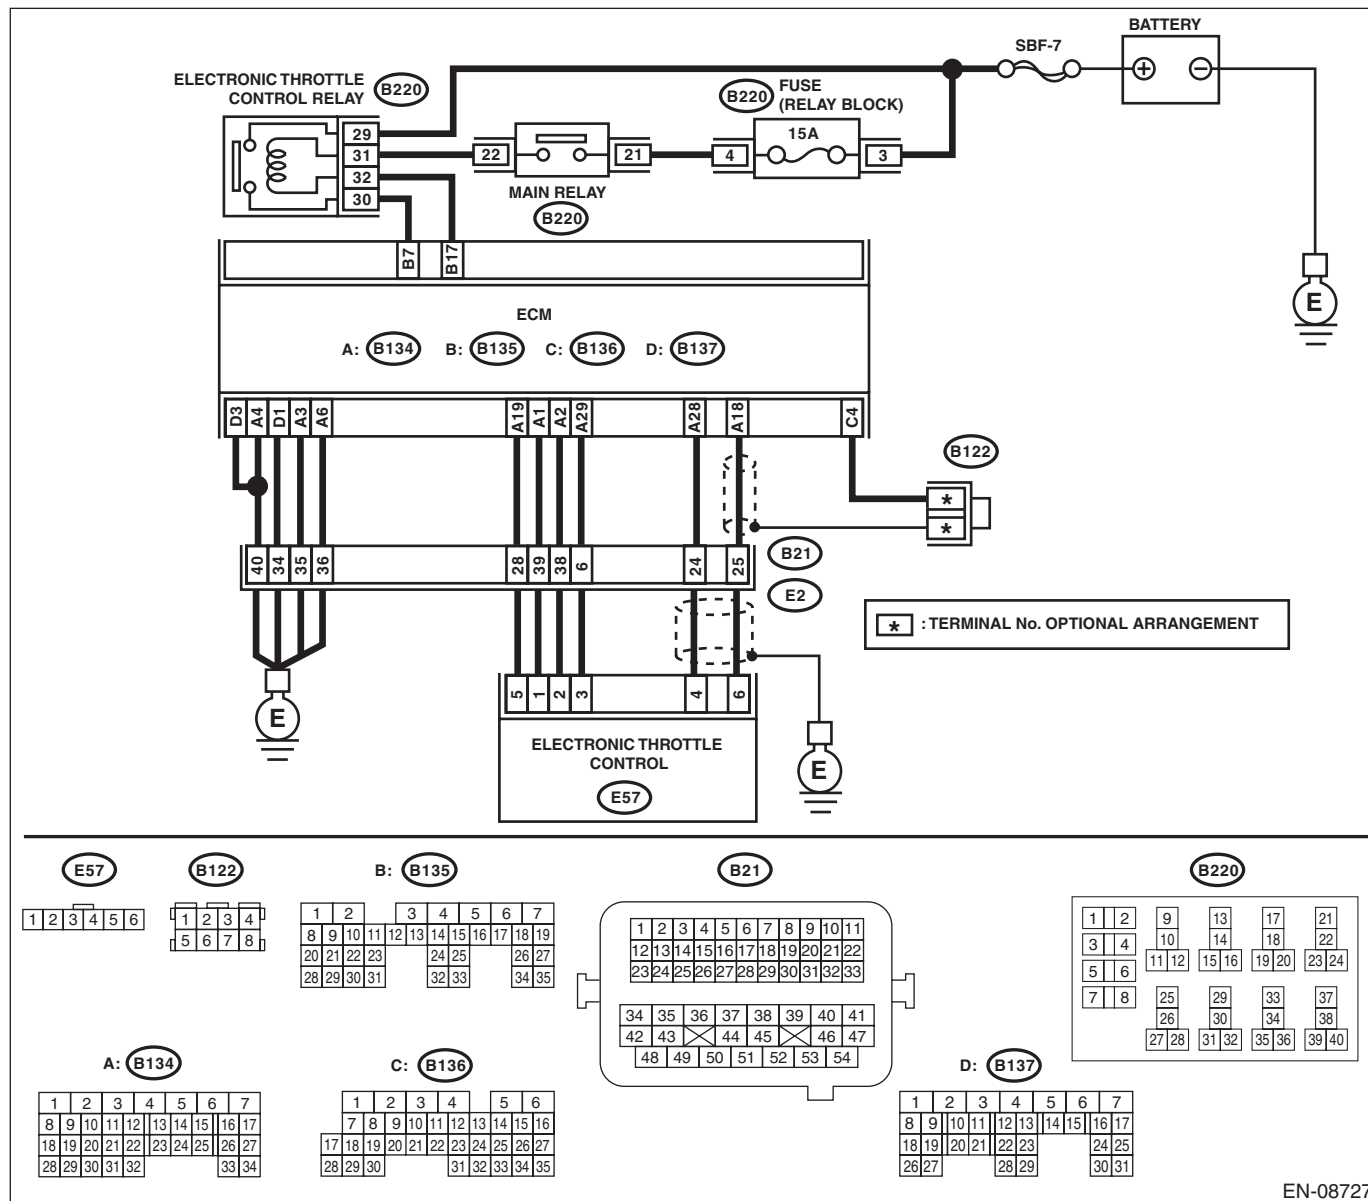 BATTERY
SBF-7
ELECTRONIC THROTTLE
CONTROL RELAY
B220
B220
FUSE
(RELAY BLOCK)
+
−
29
31
32
30
22
21
4
15A
3
MAIN RELAY
B220
B7
B17
E
ECM
A: B134 B: B135 C: B136 D: B137
D3 A4 D1 A3 A6 A19 A1 A2 A29 A28 A18 C4
B122
*
*
40 34 35 36 28 39 38 6 24 25
B21
E2
* : TERMINAL No. OPTIONAL ARRANGEMENT
5 1 2 3 4 6
E
ELECTRONIC THROTTLE
CONTROL
E57
E
E57
1 2 3 4 5 6
B122
1 2 3 4
5 6 7 8
B: B135
1 2 3 4 5 6 7
8 9 10 11 12 13 14 15 16 17 18 19
20 21 22 23 24 25 26 27
28 29 30 31 32 33 34 35
B21
1 2 3 4 5 6 7 8 9 10 11
12 13 14 15 16 17 18 19 20 21 22
23 24 25 26 27 28 29 30 31 32 33
34 35 36 37 38 39 40 41
42 43 44 45 46 47
48 49 50 51 52 53 54
B220
1 2 9 13 17 21
3 4 10 14 18 22
11 12 15 16 19 20 23 24
5 6
7 8 25 29 33 37
26 30 34 38
27 28 31 32 35 36 39 40
A: B134
1 2 3 4 5 6 7
8 9 10 11 12 13 14 15 16 17
18 19 20 21 22 23 24 25 26 27
28 29 30 31 32 33 34
C: B136
1 2 3 4 5 6
7 8 9 10 11 12 13 14 15 16
17 18 19 20 21 22 23 24 25 26 27
28 29 30 31 32 33 34 35
D: B137
1 2 3 4 5 6 7
8 9 10 11 12 13 14 15 16 17
18 19 20 21 22 23 24 25
26 27 28 29 30 31
EN-08727